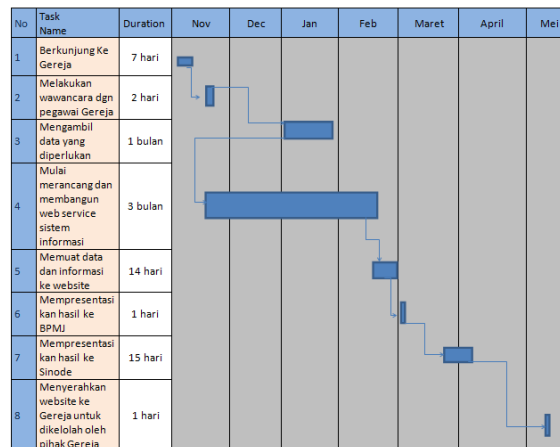 No Task Name Duration Nov Dec Jan Feb Maret April Mei
1 Berkunjung Ke Gereja 7 hari
2 Melakukan wawancara dgn pegawai Gereja 2 hari
3 Mengambil data yang diperlukan 1 bulan
4 Mulai merancang dan membangun web service sistem informasi 3 bulan
5 Memuat data dan informasi ke website 14 hari
6 Mempresentasi kan hasil ke BPMJ 1 hari
7 Mempresentasi kan hasil ke Sinode 15 hari
8 Menyerahkan website ke Gereja untuk dikelolah oleh pihak Gereja 1 hari